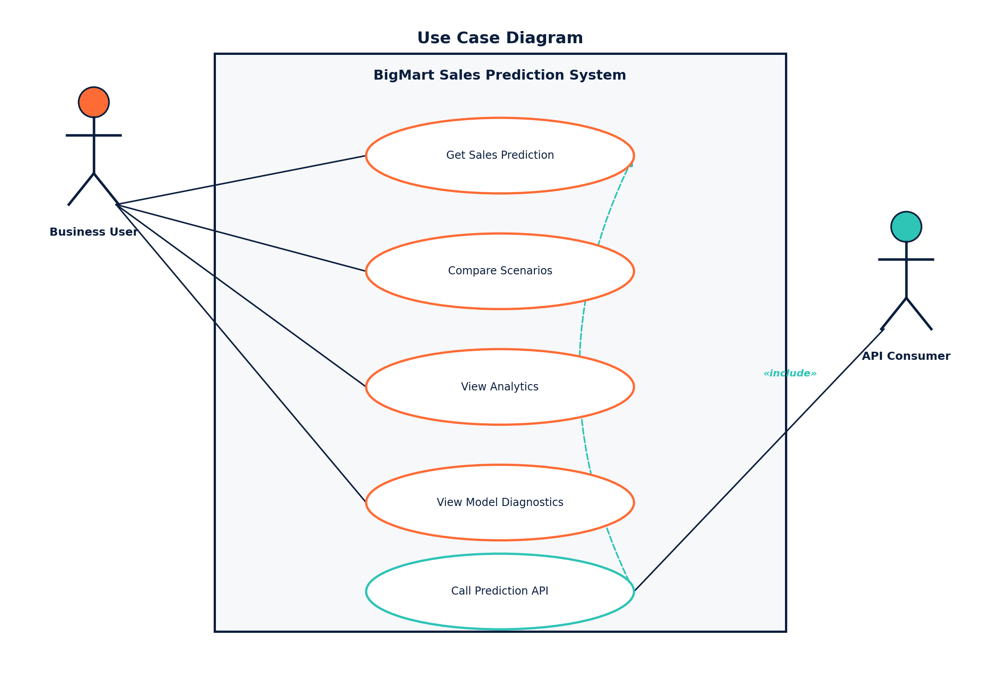 Use Case Diagram
BigMart Sales Prediction System
Get Sales Prediction
Business User
Compare Scenarios
API Consumer
«include»
View Analytics
View Model Diagnostics
Call Prediction API